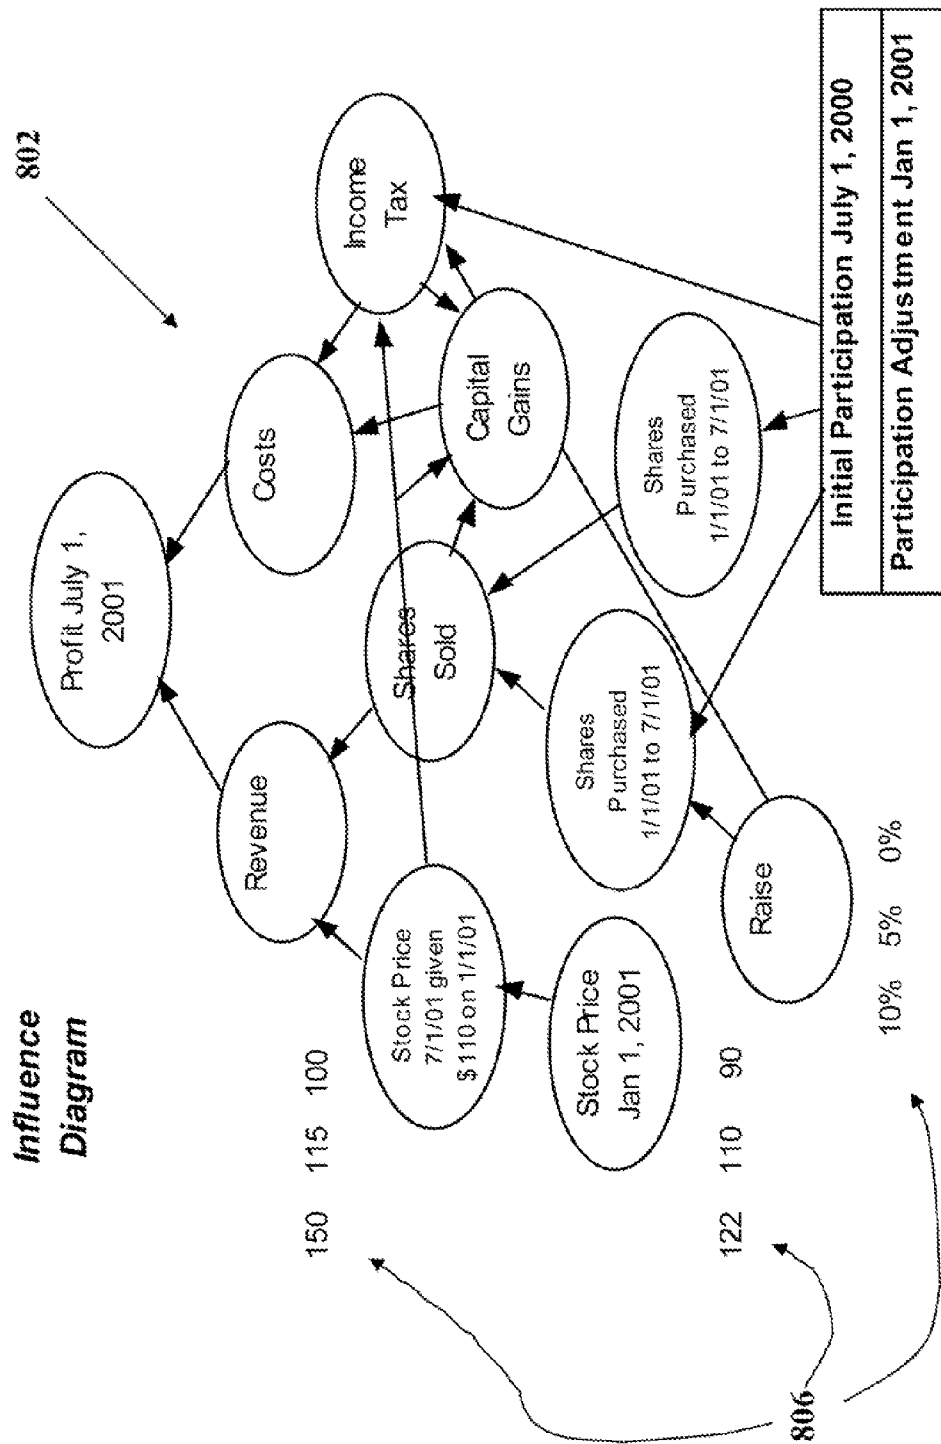 Influence
Diagram
802
Profit July 1,
2001
Revenue
Costs
150 115 100
Stock Price
7/1/01 given
$110 on 1/1/01
Shares
Sold
Capital
Gains
Income
Tax
Stock Price
Jan 1, 2001
Shares
Purchased
1/1/01 to 7/1/01
Shares
Purchased
1/1/01 to 7/1/01
122 110 90
Raise
10% 5% 0%
806
Initial Participation July 1, 2000
Participation Adjustment Jan 1, 2001